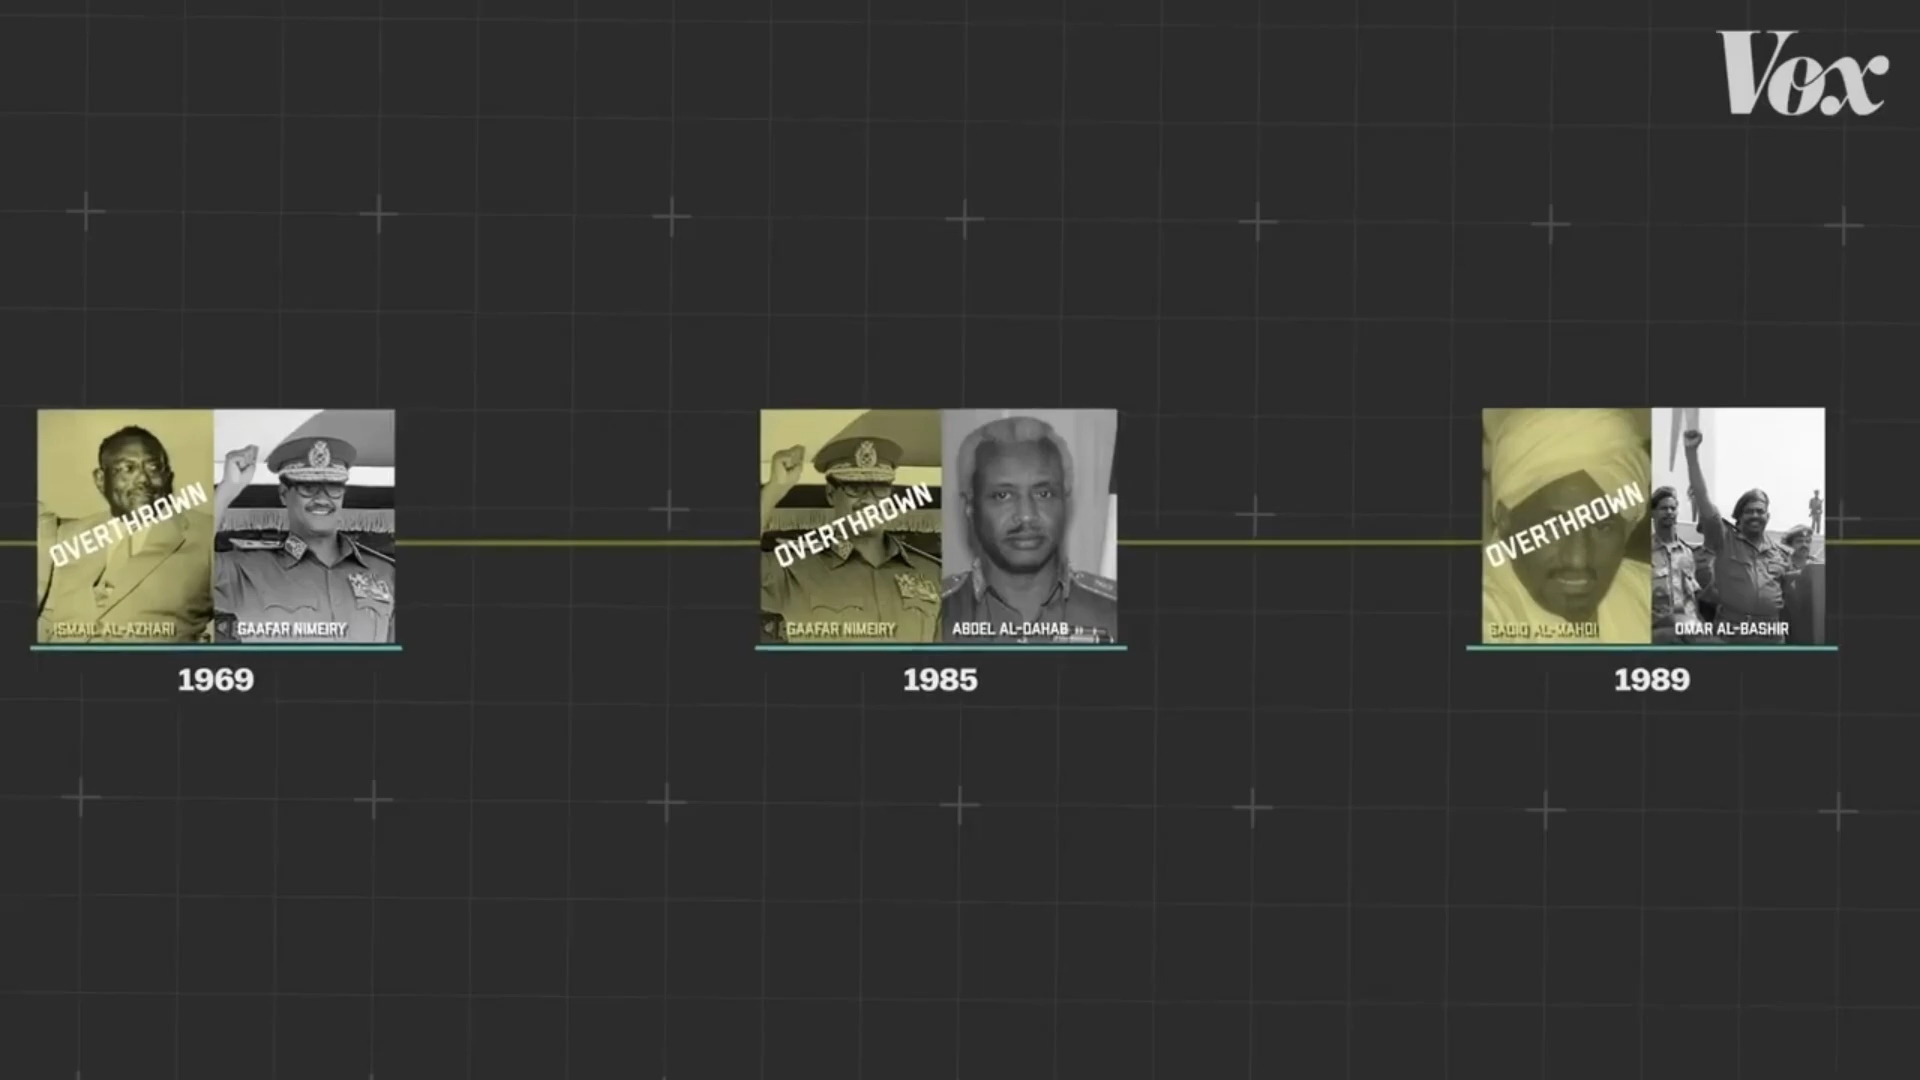 Vox
OVERTHROWN
ISMAIL AL-AZHARI
GAAFAR NIMEIRY
1969
OVERTHROWN
GAAFAR NIMEIRY
ABDEL AL-DAHAB
1985
OVERTHROWN
SADIQ AL-MAHDI
OMAR AL-BASHIR
1989